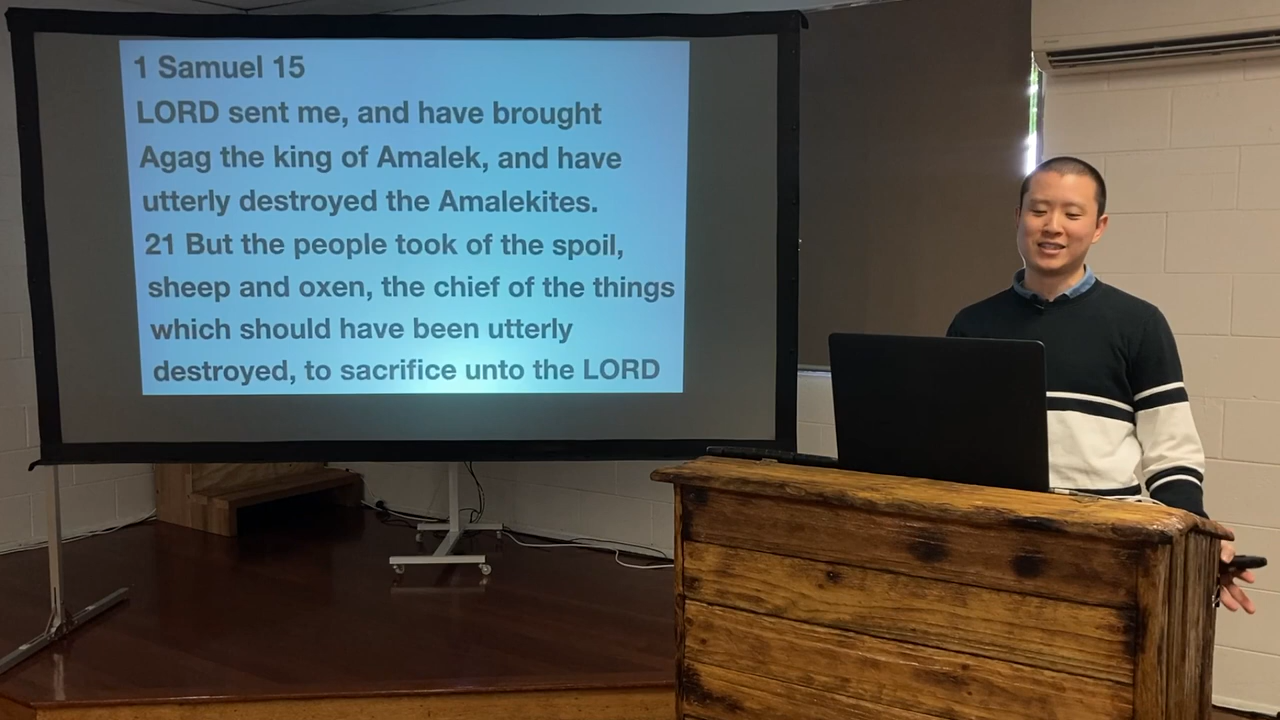 1 Samuel 15
LORD sent me, and have brought
Agag the king of Amalek, and have
utterly destroyed the Amalekites.
21 But the people took of the spoil,
sheep and oxen, the chief of the things
which should have been utterly
destroyed, to sacrifice unto the LORD